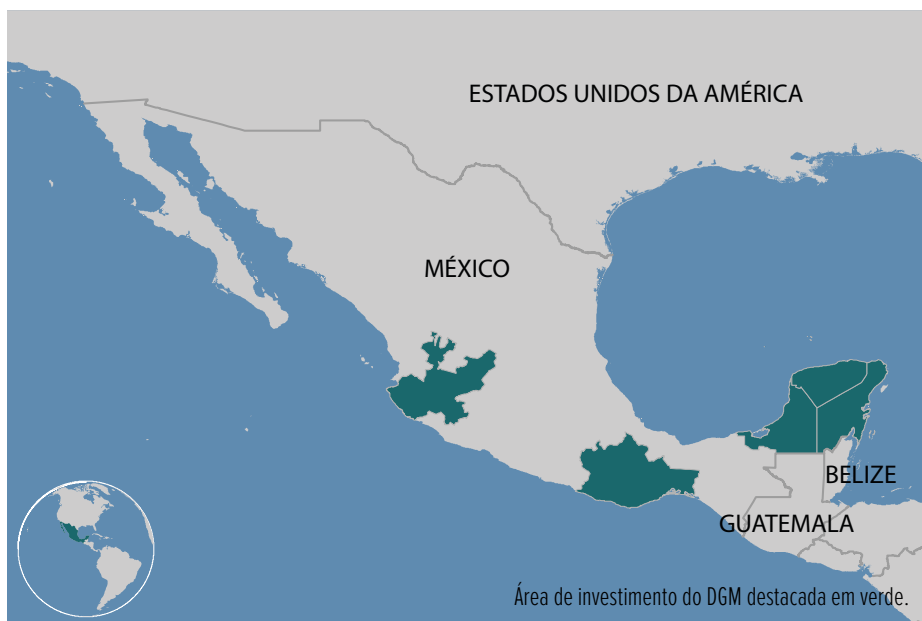 ESTADOS UNIDOS DA AMÉRICA
MÉXICO
BELIZE
GUATEMALA
Área de investimento do DGM destacada em verde.